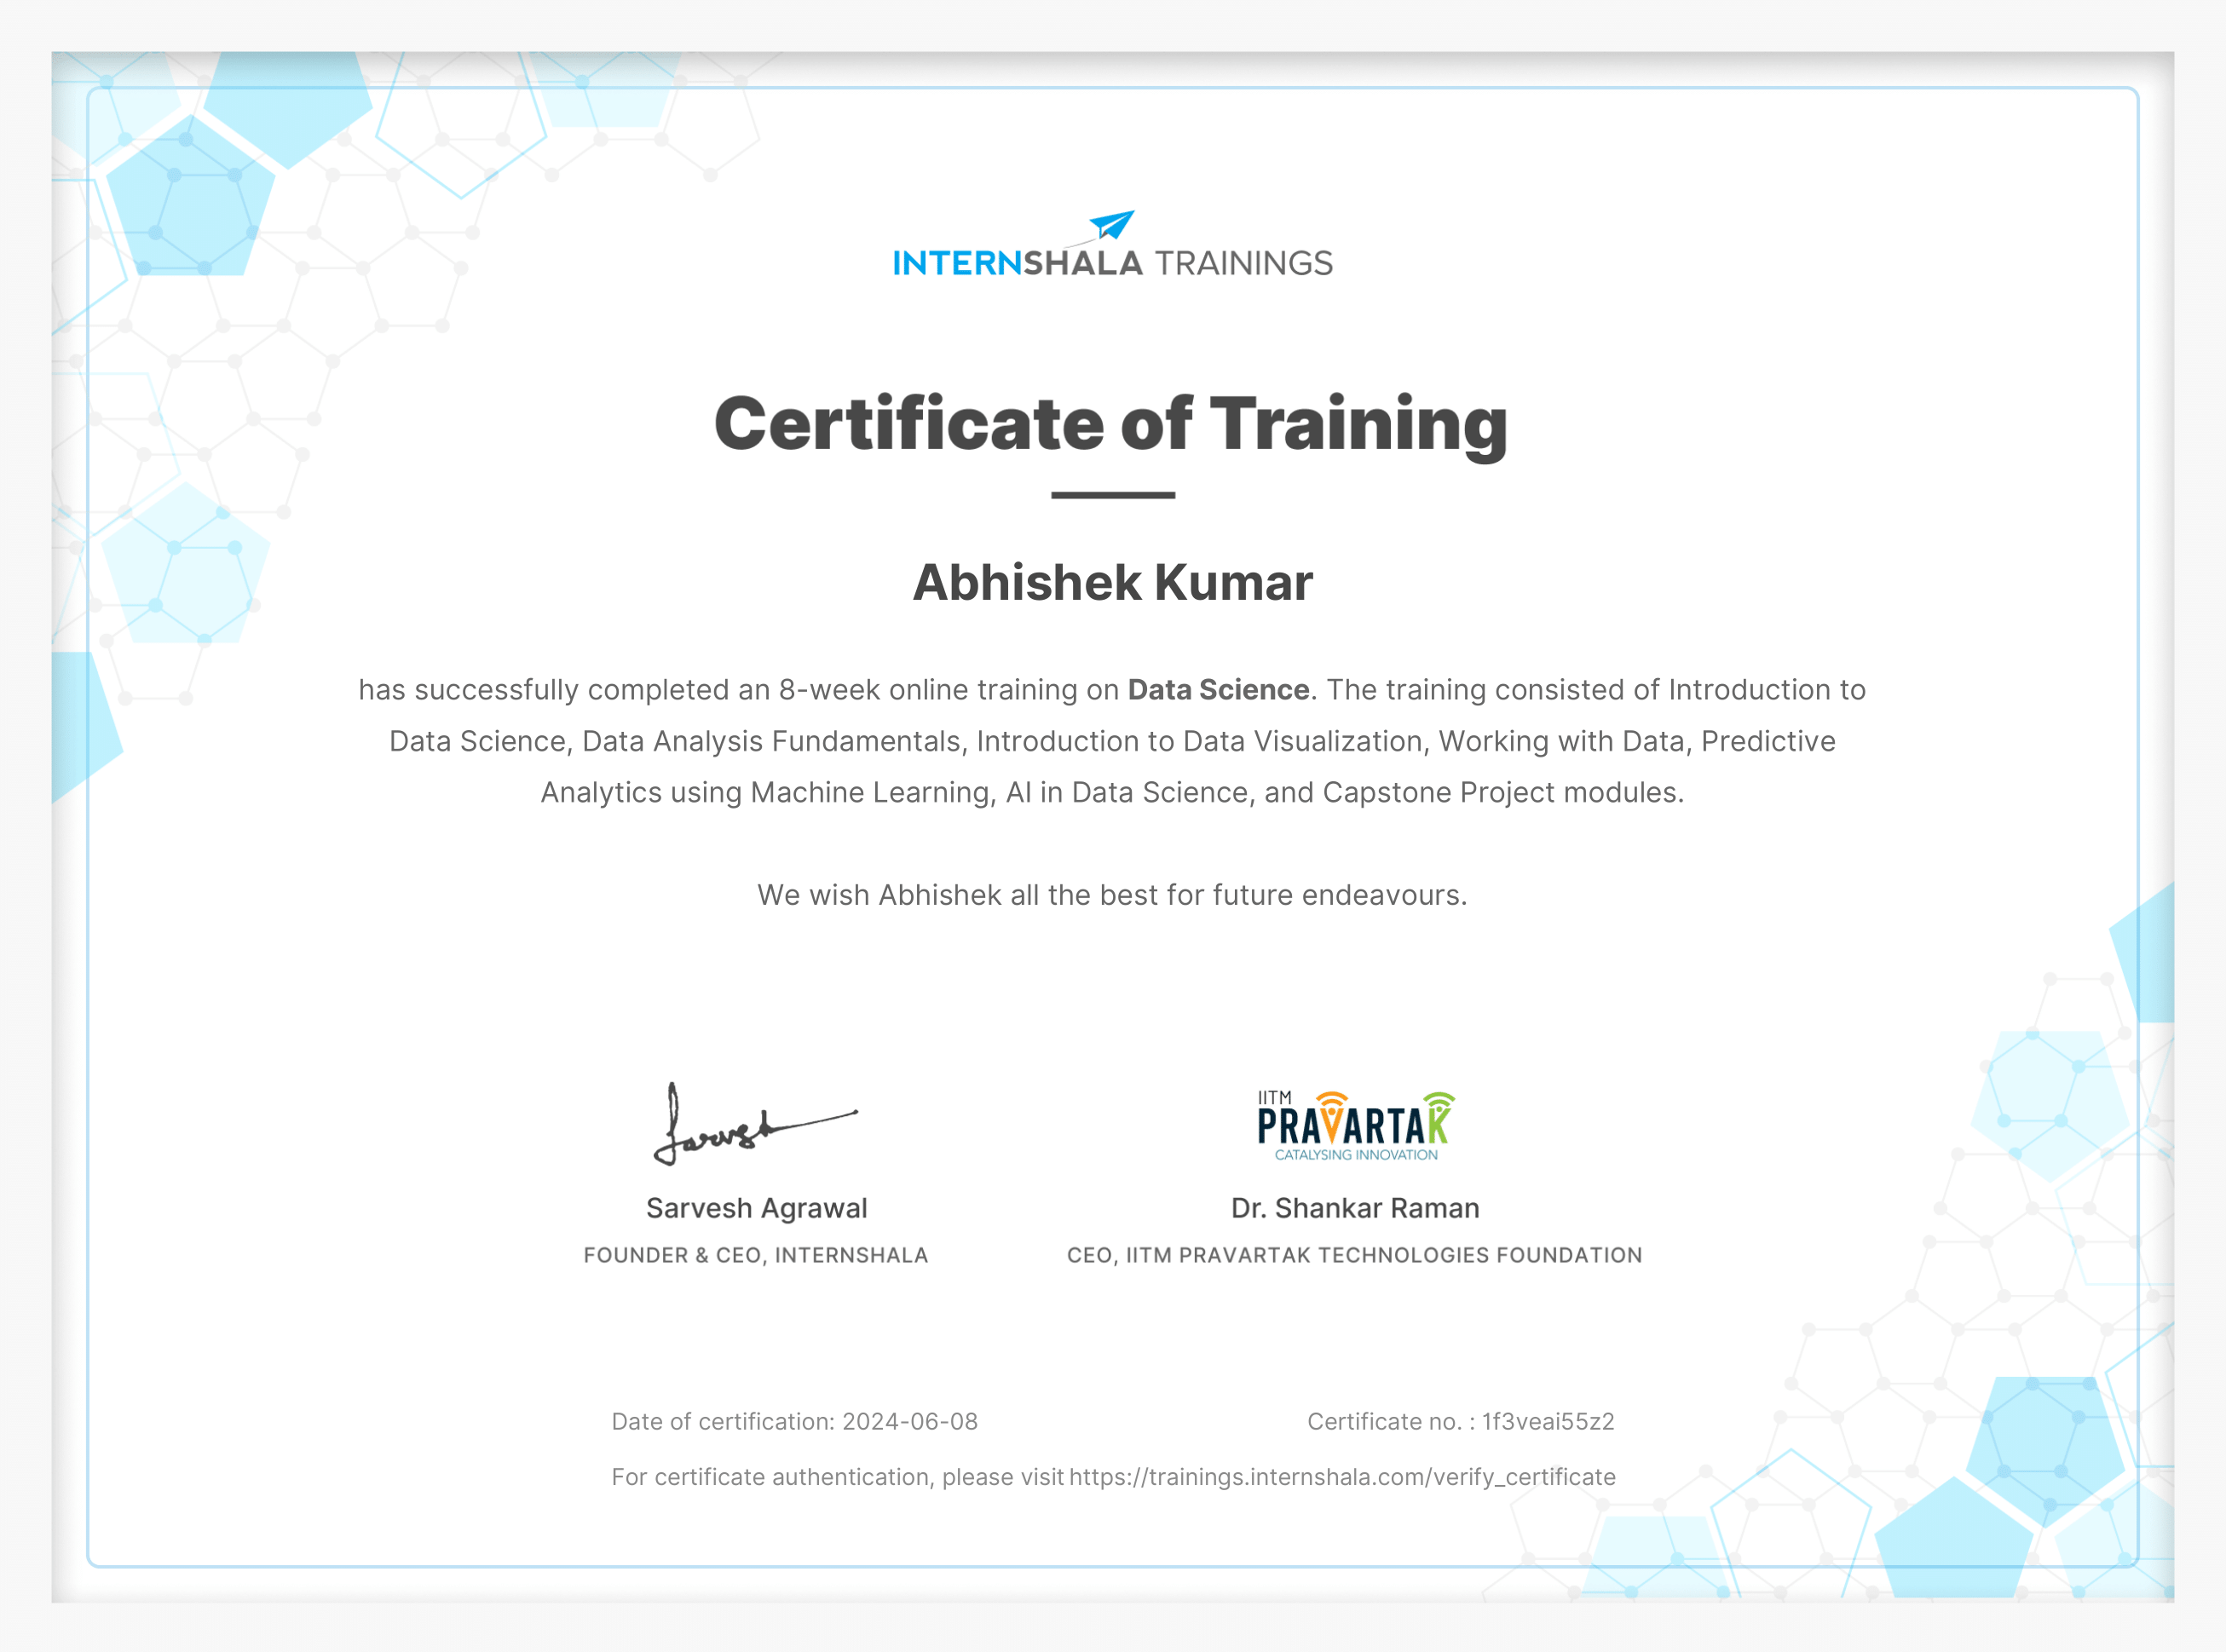 INTERNSHALA TRAININGS
Certificate of Training
Abhishek Kumar
has successfully completed an 8-week online training on Data Science. The training consisted of Introduction to
Data Science, Data Analysis Fundamentals, Introduction to Data Visualization, Working with Data, Predictive
Analytics using Machine Learning, AI in Data Science, and Capstone Project modules.
We wish Abhishek all the best for future endeavours.
Sarvesh
Sarvesh Agrawal
FOUNDER & CEO, INTERNSHALA
IITM
PRAVARTAK
CATALYSING INNOVATION
Dr. Shankar Raman
CEO, IITM PRAVARTAK TECHNOLOGIES FOUNDATION
Date of certification: 2024-06-08
Certificate no. : 1f3veai55z2
For certificate authentication, please visit https://trainings.internshala.com/verify_certificate